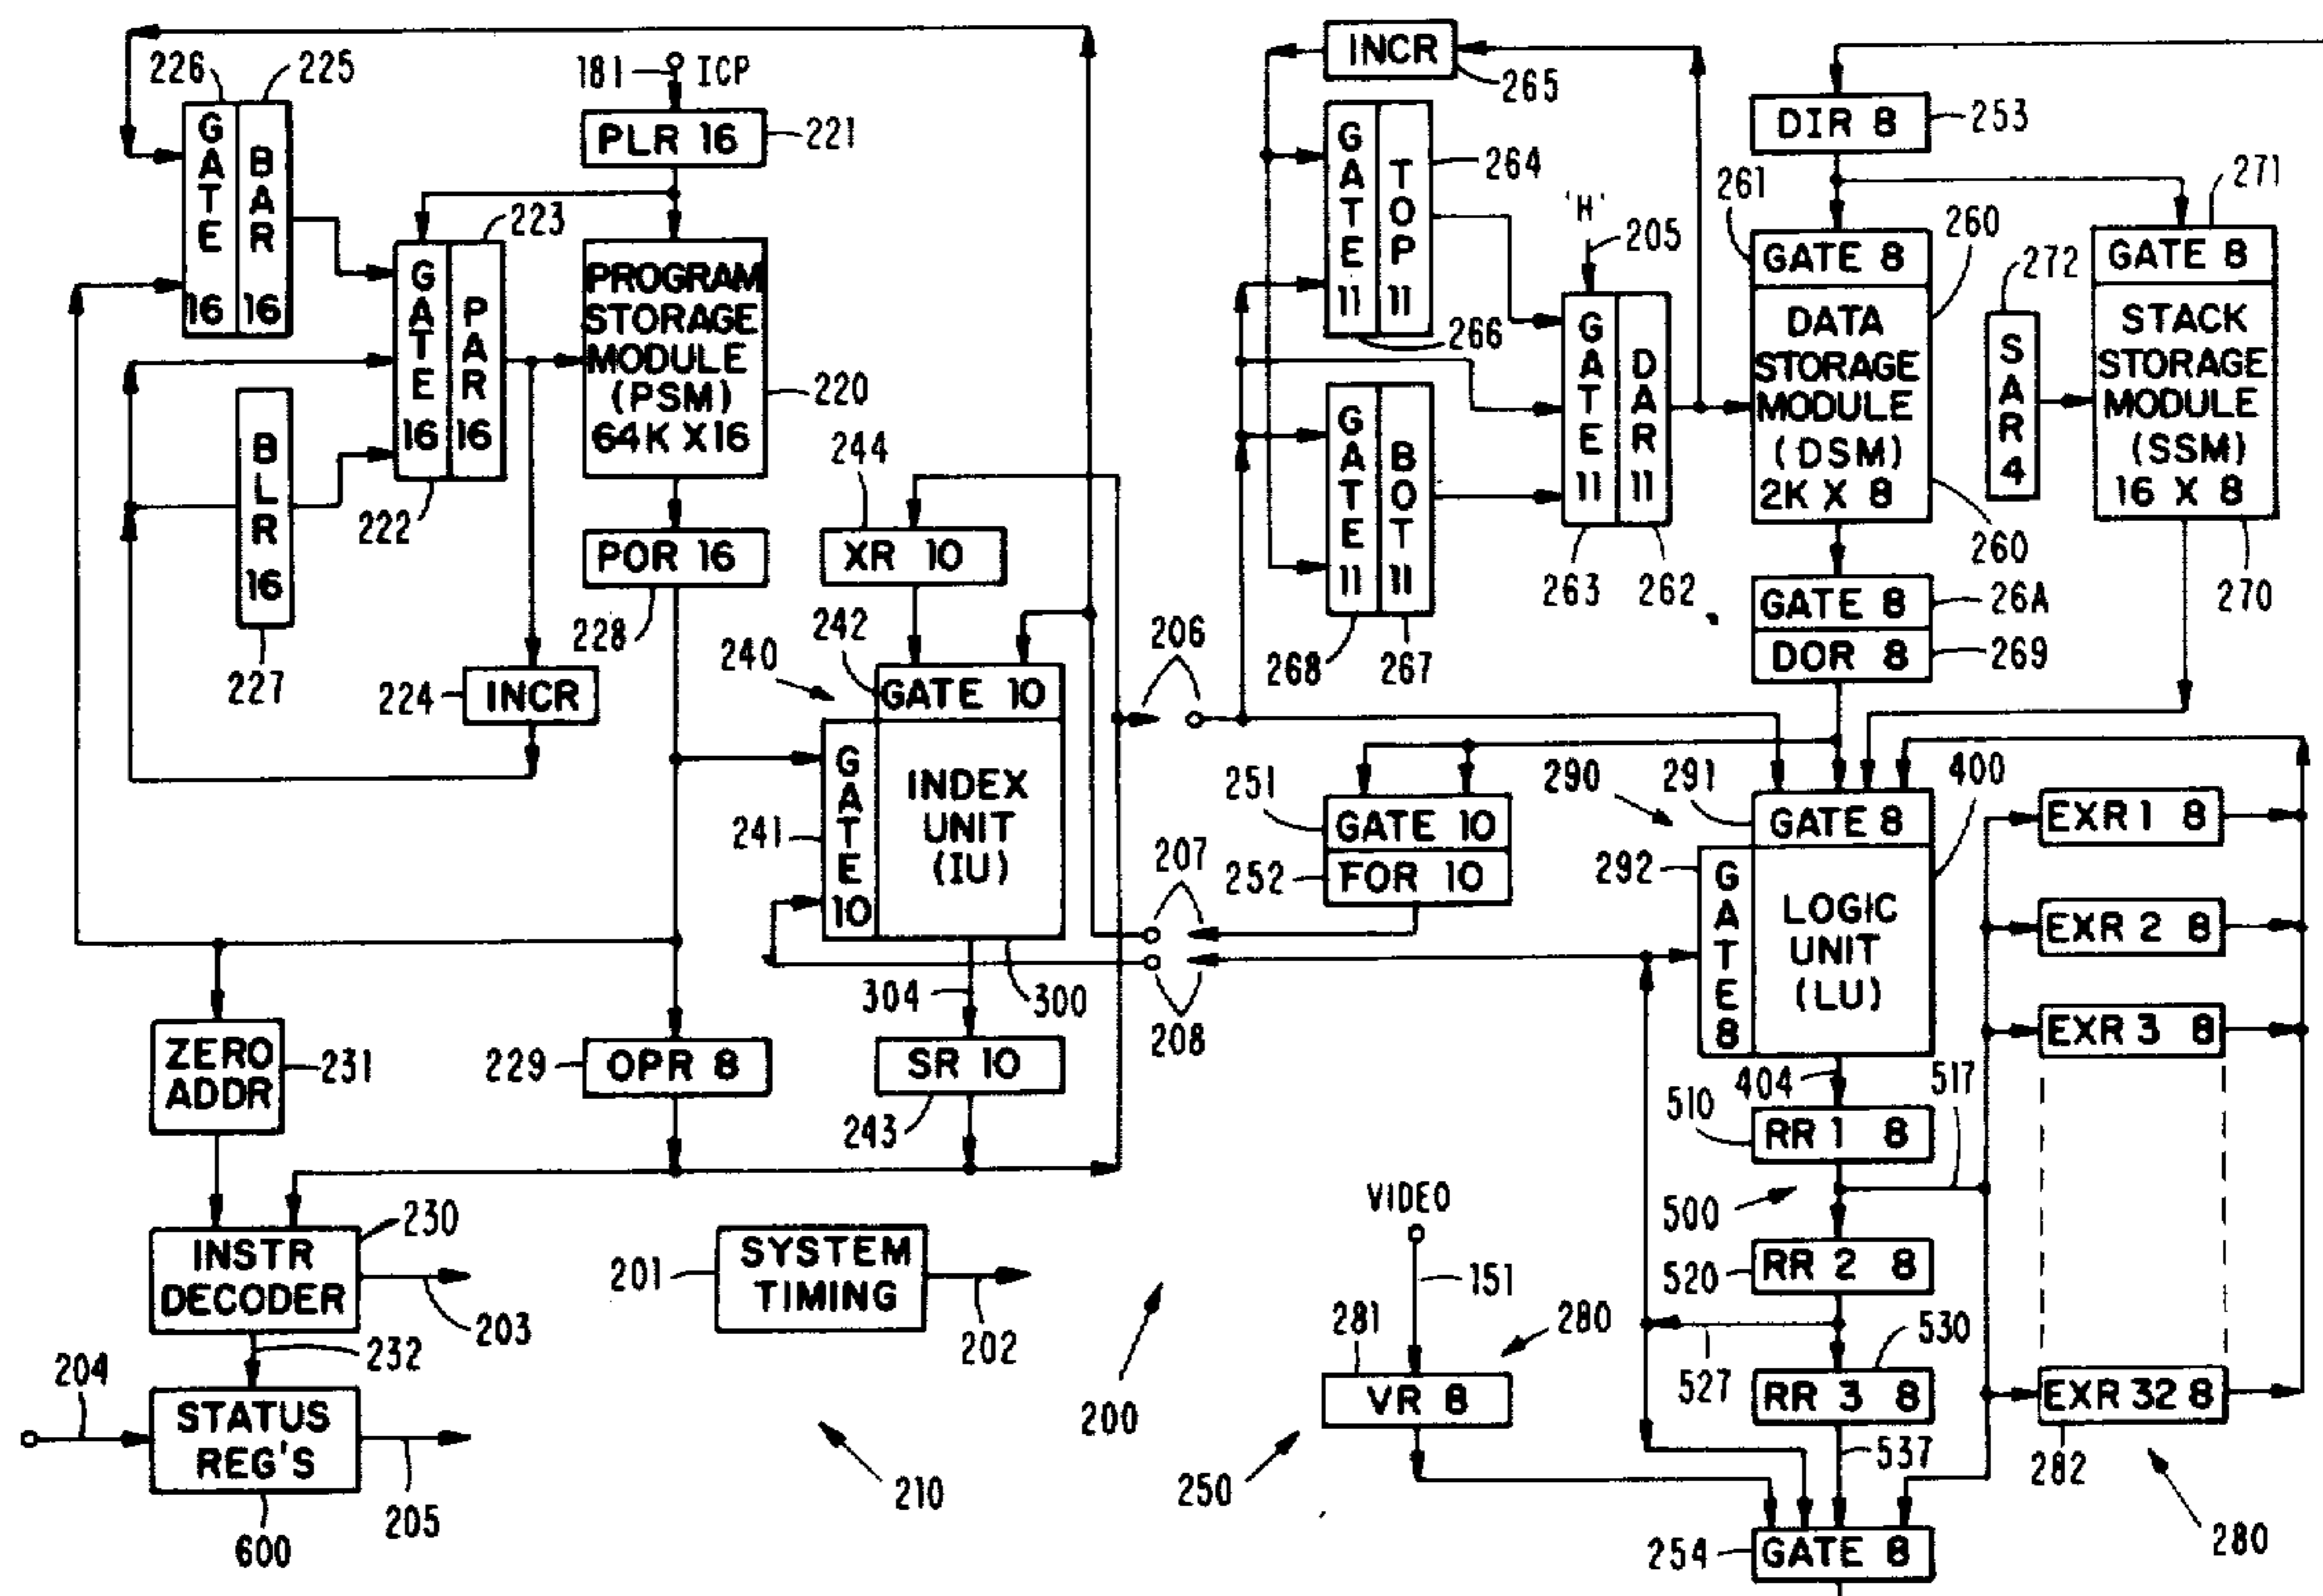 226
225
181
ICP
PLR 16
221
GATE 16
BAR 16
223
GATE 16
PAR 16
222
PROGRAM
STORAGE
MODULE
(PSM)
64K X 16
220
BLR 16
227
224
INCR
POR 16
228
244
XR 10
242
240
GATE 10
241
GATE 10
INDEX
UNIT
(IU)
304
300
ZERO
ADDR
231
229
OPR 8
SR 10
243
INSTR
DECODER
230
203
232
204
STATUS
REG'S
205
600
201
SYSTEM
TIMING
202
210
200
INCR
265
GATE 11
TOP 11
264
266
'H'
205
GATE 11
BOT 11
268
267
GATE 11
DAR 11
263
262
DIR 8
253
261
GATE 8
260
DATA
STORAGE
MODULE
(DSM)
2K X 8
260
271
GATE 8
272
SAR 4
STACK
STORAGE
MODULE
(SSM)
16 X 8
270
GATE 8
26A
DOR 8
269
206
251
GATE 10
252
FOR 10
207
208
290
291
GATE 8
400
292
GATE 8
LOGIC
UNIT
(LU)
404
517
EXR 1 8
EXR 2 8
EXR 3 8
EXR 32 8
282
280
510
RR 1 8
500
520
RR 2 8
527
530
RR 3 8
537
VIDEO
151
281
280
VR 8
250
254
GATE 8